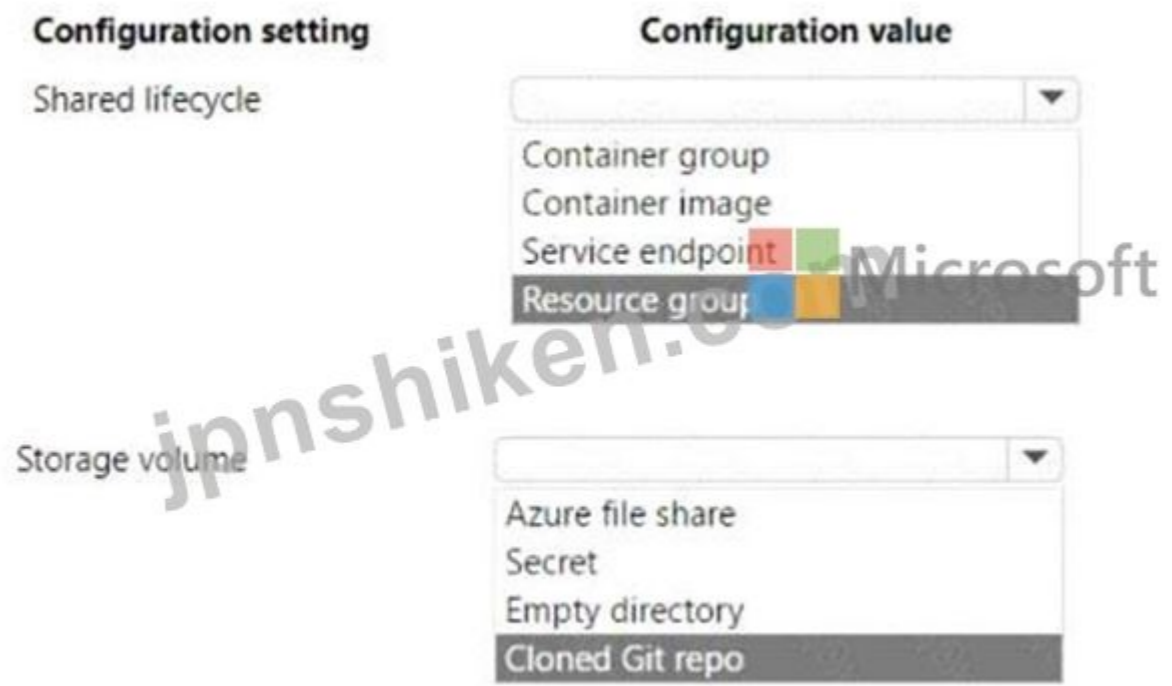 Configuration setting Configuration value
Shared lifecycle
Container group
Container image
Service endpoint
Resource group
Microsoft
jpnshiken.com
Storage volume
Azure file share
Secret
Empty directory
Cloned Git repo